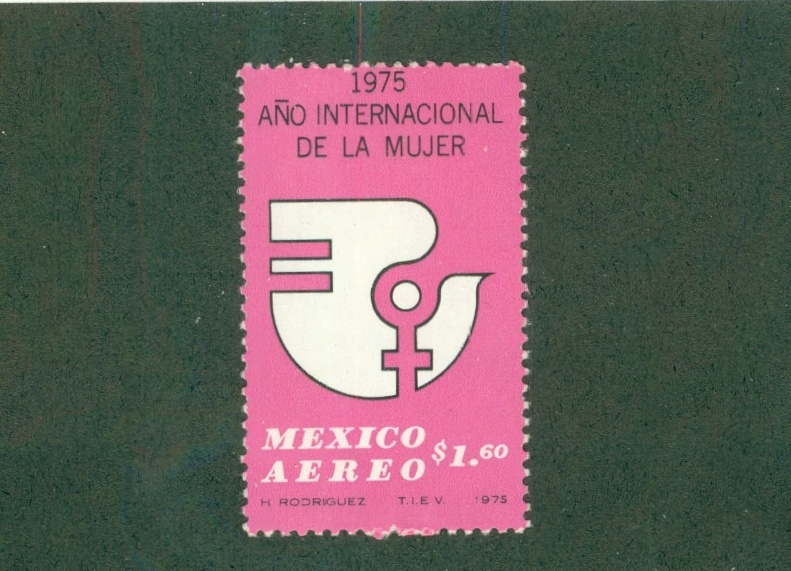 1975
AÑO INTERNACIONAL
DE LA MUJER
MEXICO
AEREO $1.60
H. RODRIGUEZ T.I.E.V. 1975